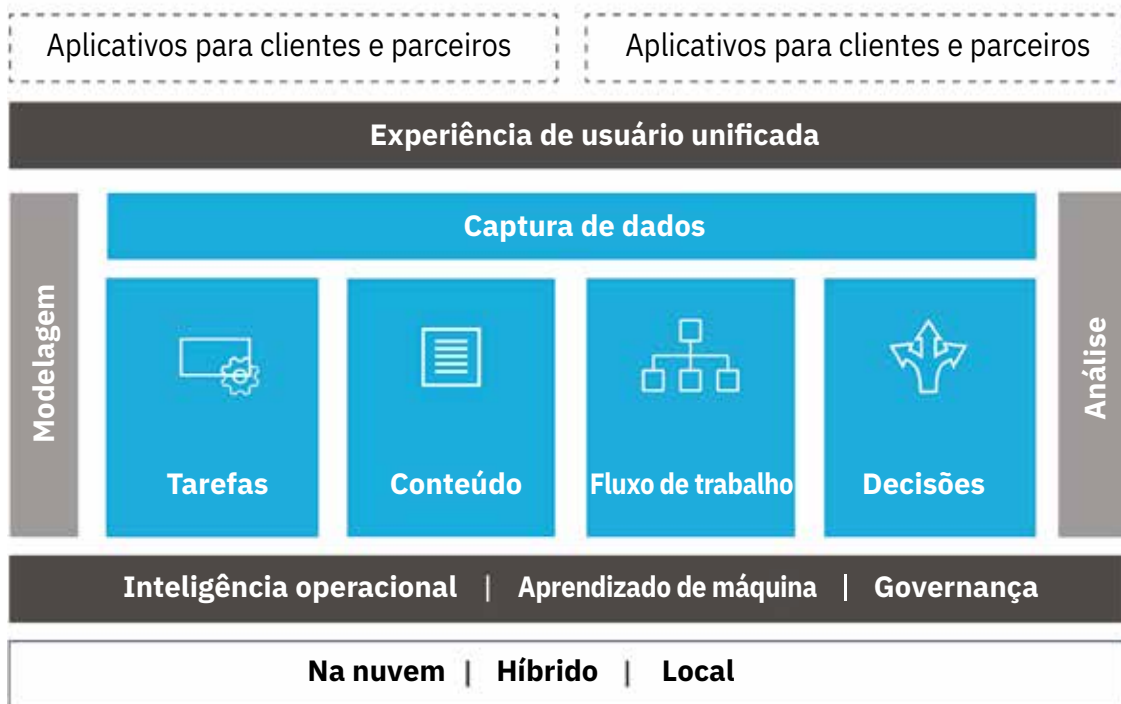 Aplicativos para clientes e parceiros
Aplicativos para clientes e parceiros
Experiência de usuário unificada
Modelagem
Captura de dados
Tarefas
Conteúdo
Fluxo de trabalho
Decisões
Análise
Inteligência operacional | Aprendizado de máquina | Governança
Na nuvem | Híbrido | Local